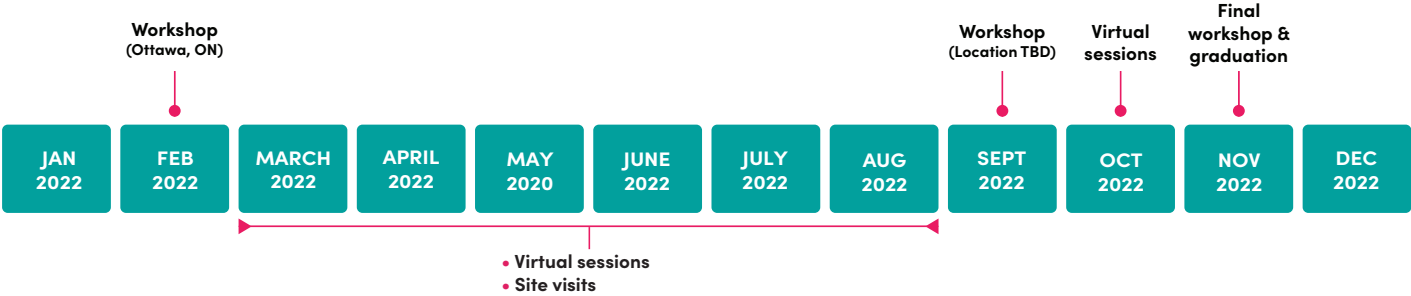 Workshop
(Ottawa, ON)
Workshop
(Location TBD)
Virtual
sessions
Final
workshop &
graduation
JAN
2022
FEB
2022
MARCH
2022
APRIL
2022
MAY
2020
JUNE
2022
JULY
2022
AUG
2022
SEPT
2022
OCT
2022
NOV
2022
DEC
2022
• Virtual sessions
• Site visits